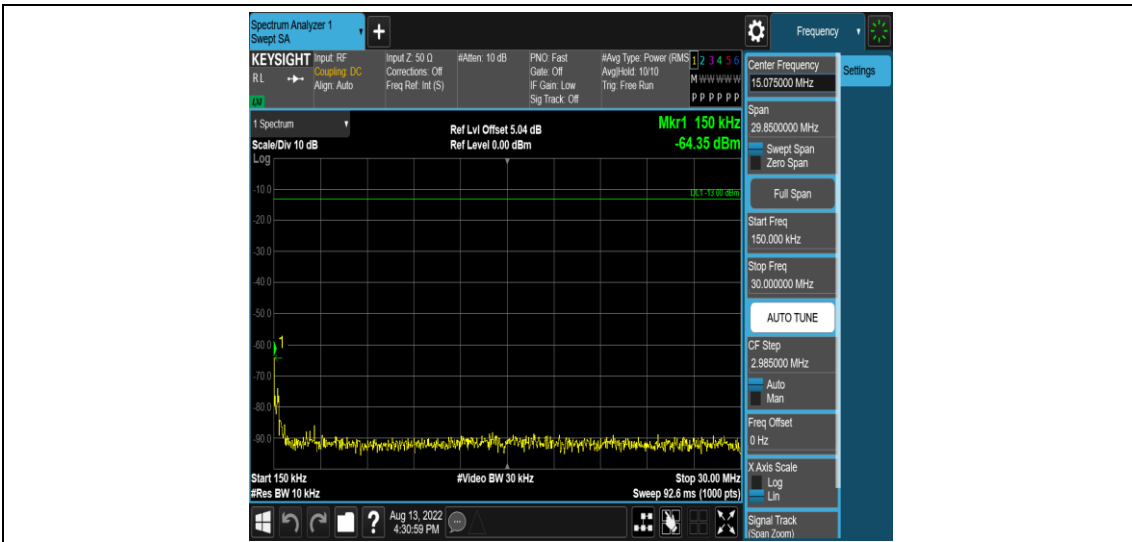 Spectrum Analyzer 1
Swept SA
+
Frequency
KEYSIGHT
RL
LXI
Input: RF
Coupling: DC
Align: Auto
Input Z: 50 Ω
Corrections: Off
Freq Ref: Int (S)
#Atten: 10 dB
PNO: Fast
Gate: Off
IF Gain: Low
Sig Track: Off
#Avg Type: Power (RMS
Avg|Hold: 10/10
Trig: Free Run
1 2 3 4 5 6
M W W W W W
P P P P P P
1 Spectrum
Scale/Div 10 dB
Ref Lvl Offset 5.04 dB
Ref Level 0.00 dBm
Mkr1 150 kHz
-64.35 dBm
Log
DL1 -13.00 dBm
-10.0
-20.0
-30.0
-40.0
-50.0
-60.0
1
-70.0
-80.0
-90.0
Start 150 kHz
#Res BW 10 kHz
#Video BW 30 kHz
Stop 30.00 MHz
Sweep 92.6 ms (1000 pts)
?
Aug 13, 2022
4:30:59 PM
Center Frequency
15.075000 MHz
Settings
Span
29.8500000 MHz
Swept Span
Zero Span
Full Span
Start Freq
150.000 kHz
Stop Freq
30.000000 MHz
AUTO TUNE
CF Step
2.985000 MHz
Auto
Man
Freq Offset
0 Hz
X Axis Scale
Log
Lin
Signal Track
(Span Zoom)